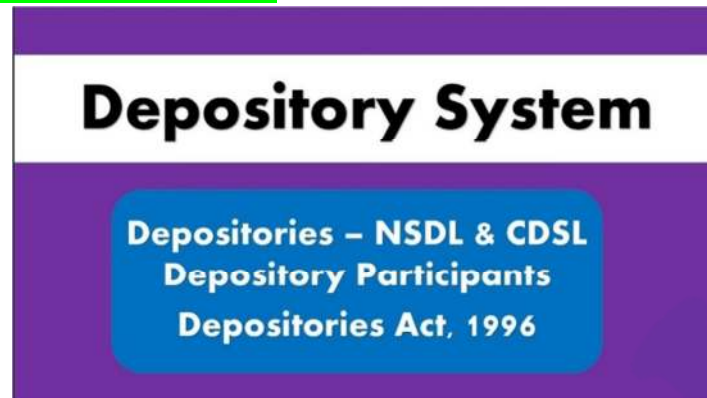 Depository System
Depositories – NSDL & CDSL
Depository Participants
Depositories Act, 1996